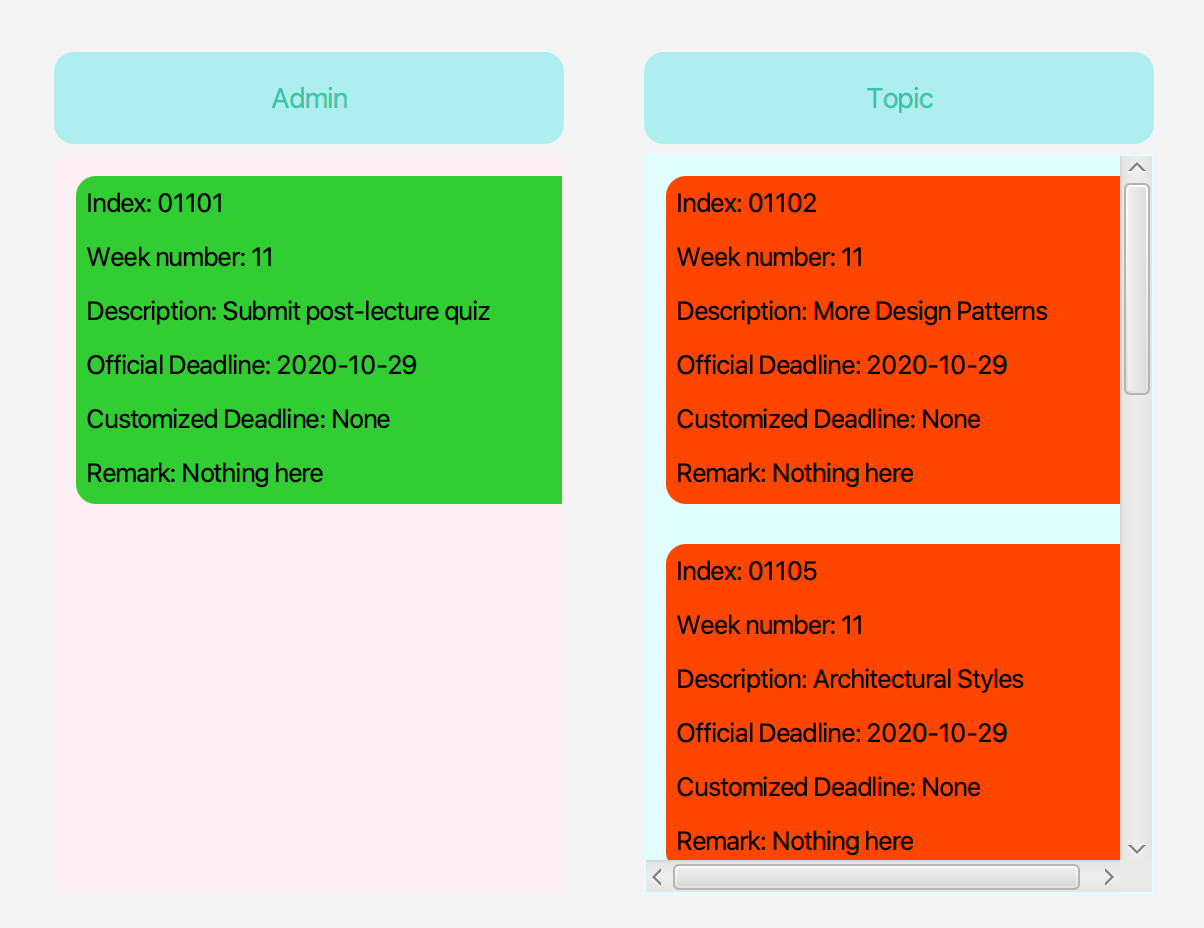 Admin
Index: 01101
Week number: 11
Description: Submit post-lecture quiz
Official Deadline: 2020-10-29
Customized Deadline: None
Remark: Nothing here
Topic
Index: 01102
Week number: 11
Description: More Design Patterns
Official Deadline: 2020-10-29
Customized Deadline: None
Remark: Nothing here
Index: 01105
Week number: 11
Description: Architectural Styles
Official Deadline: 2020-10-29
Customized Deadline: None
Remark: Nothing here